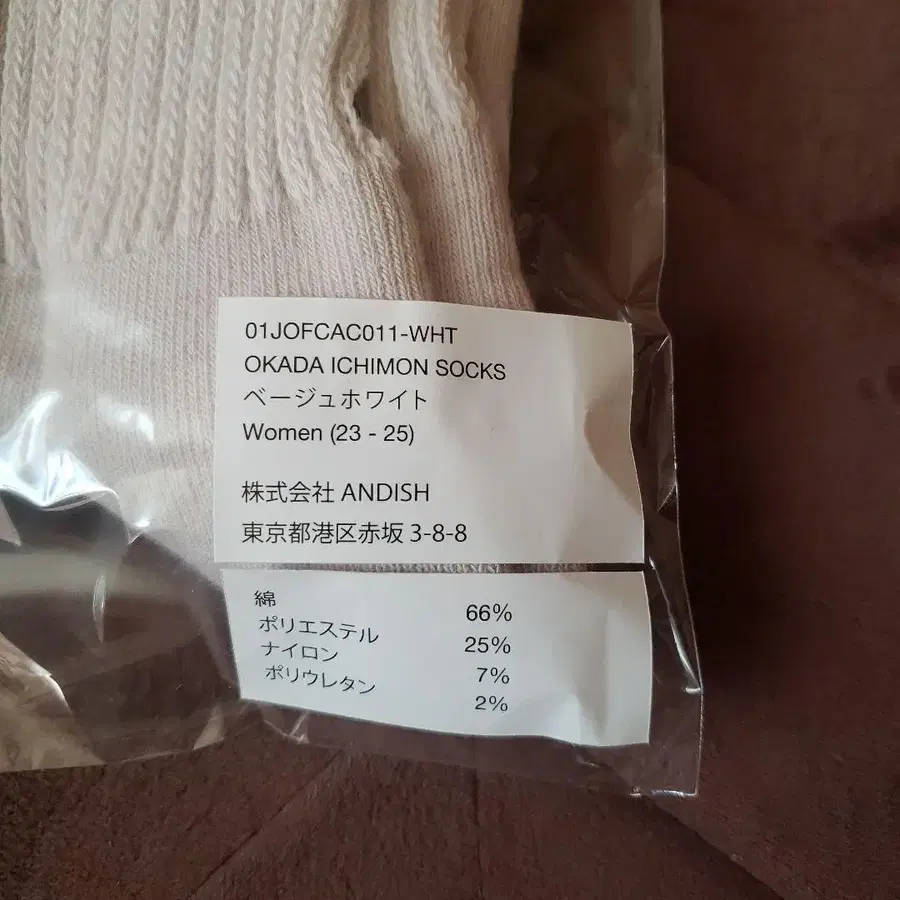 01JOFCAC011-WHT
OKADA ICHIMON SOCKS
ベージュホワイト
Women (23 - 25)
株式会社 ANDISH
東京都港区赤坂 3-8-8
綿 66%
ポリエステル 25%
ナイロン 7%
ポリウレタン 2%